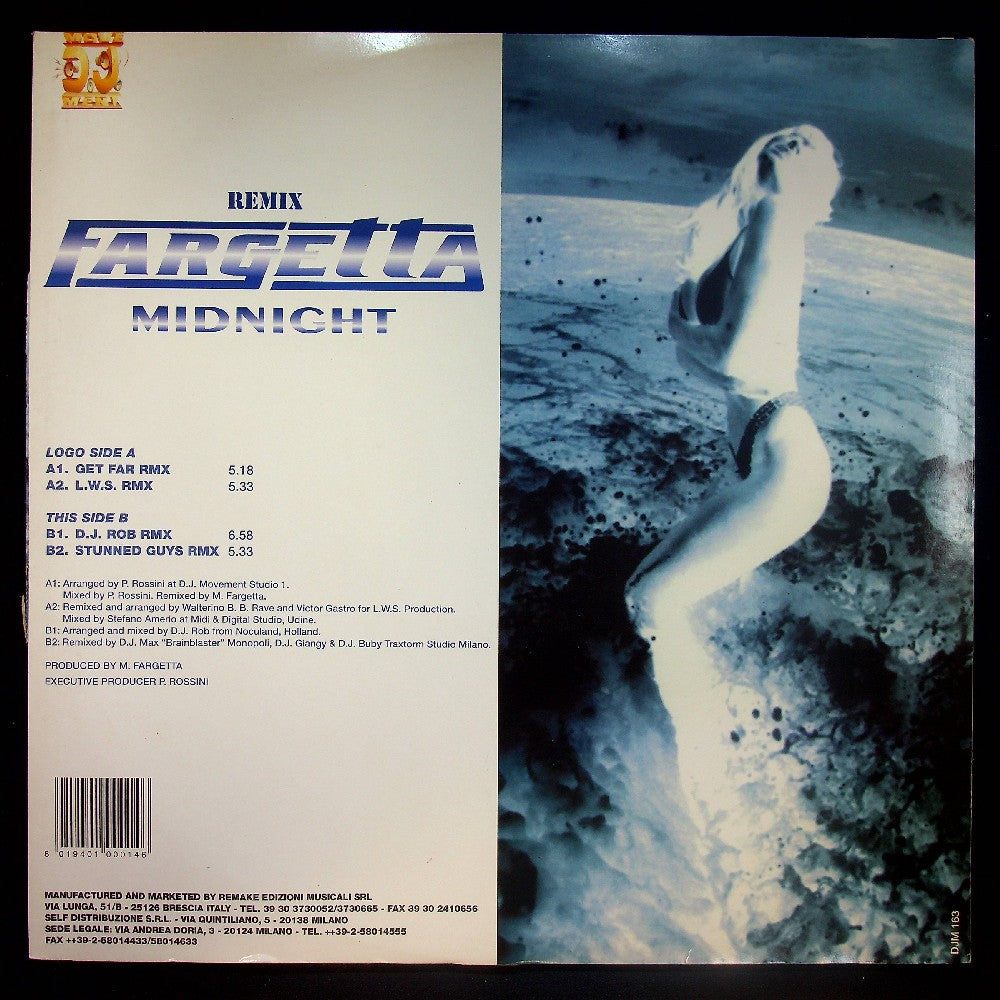 D.J.
REMIX
FARGETTA
MIDNIGHT
LOGO SIDE A
A1. GET FAR RMX 5.18
A2. L.W.S. RMX 5.33
THIS SIDE B
B1. D.J. ROB RMX 6.58
B2. STUNNED GUYS RMX 5.33
A1: Arranged by P. Rossini at D.J. Movement Studio 1.
Mixed by P. Rossini. Remixed by M. Fargetta.
A2: Remixed and arranged by Walterino B. B. Rave and Victor Gastro for L.W.S. Production.
Mixed by Stefano Amerio at Midi & Digital Studio, Udine.
B1: Arranged and mixed by D.J. Rob from Noculand, Holland.
B2: Remixed by D.J. Max "Brainblaster" Monopoli, D.J. Giangy & D.J. Buby Traxtorm Studio Milano.
PRODUCED BY M. FARGETTA
EXECUTIVE PRODUCER P. ROSSINI
8 019401 000146
MANUFACTURED AND MARKETED BY REMAKE EDIZIONI MUSICALI SRL
VIA LUNGA, 51/B - 25126 BRESCIA ITALY - TEL. 39 30 3730052/3730665 - FAX 39 30 2410656
SELF DISTRIBUZIONE S.R.L. - VIA QUINTILIANO, 5 - 20138 MILANO
SEDE LEGALE: VIA ANDREA DORIA, 3 - 20124 MILANO - TEL. ++39-2-58014555
FAX ++39-2-58014433/58014633
DJM 163